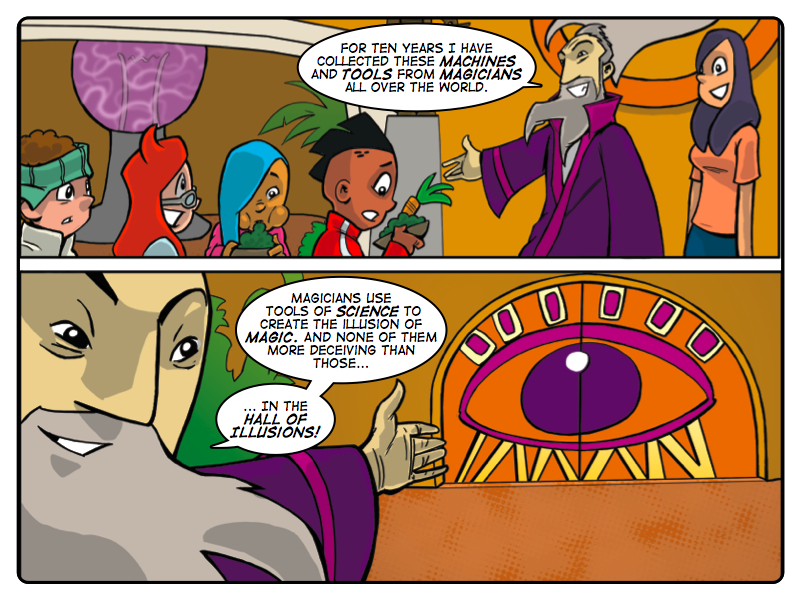 FOR TEN YEARS I HAVE
COLLECTED THESE MACHINES
AND TOOLS FROM MAGICIANS
ALL OVER THE WORLD.
MAGICIANS USE
TOOLS OF SCIENCE TO
CREATE THE ILLUSION OF
MAGIC. AND NONE OF THEM
MORE DECEIVING THAN
THOSE...
... IN THE
HALL OF
ILLUSIONS!